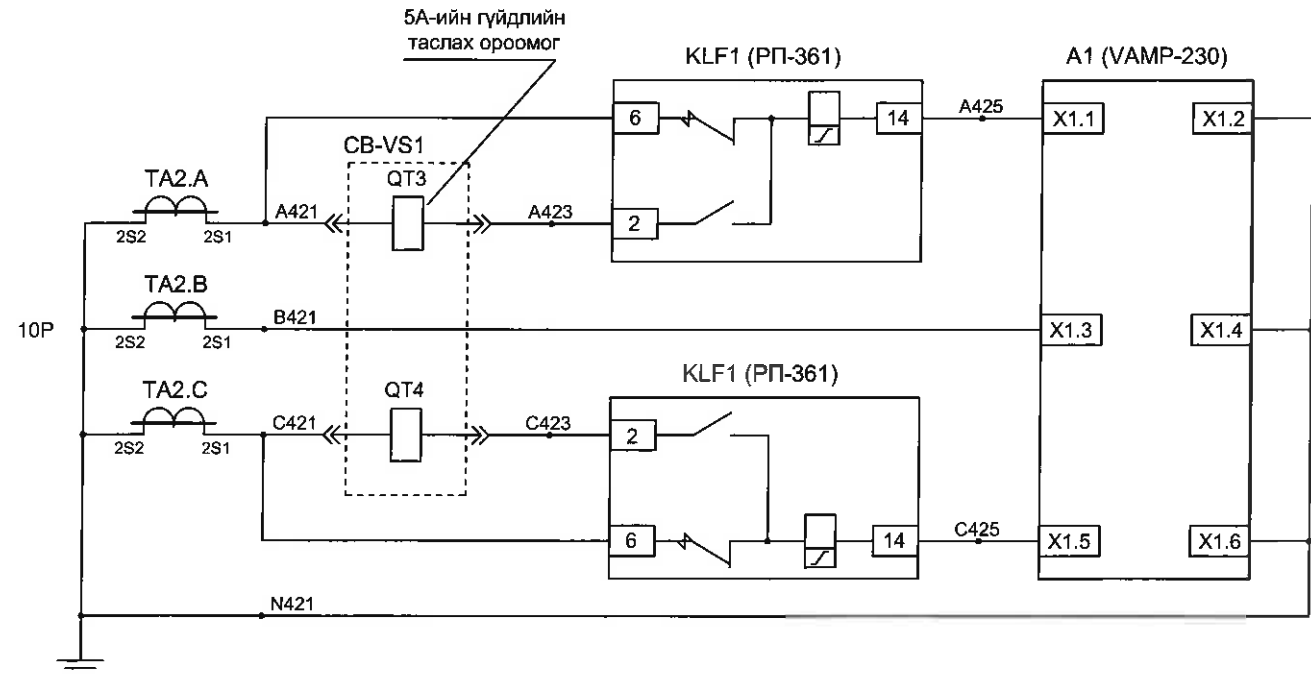 5А-ийн гүйдлийн
таслах ороомог
KLF1 (РП-361)
A1 (VAMP-230)
6
14
A425
X1.1
X1.2
CB-VS1
TA2.A
QT3
2S2
2S1
A421
A423
2
TA2.B
10P
2S2
2S1
B421
X1.3
X1.4
KLF1 (РП-361)
TA2.C
QT4
2S2
2S1
C421
C423
2
6
14
C425
X1.5
X1.6
N421